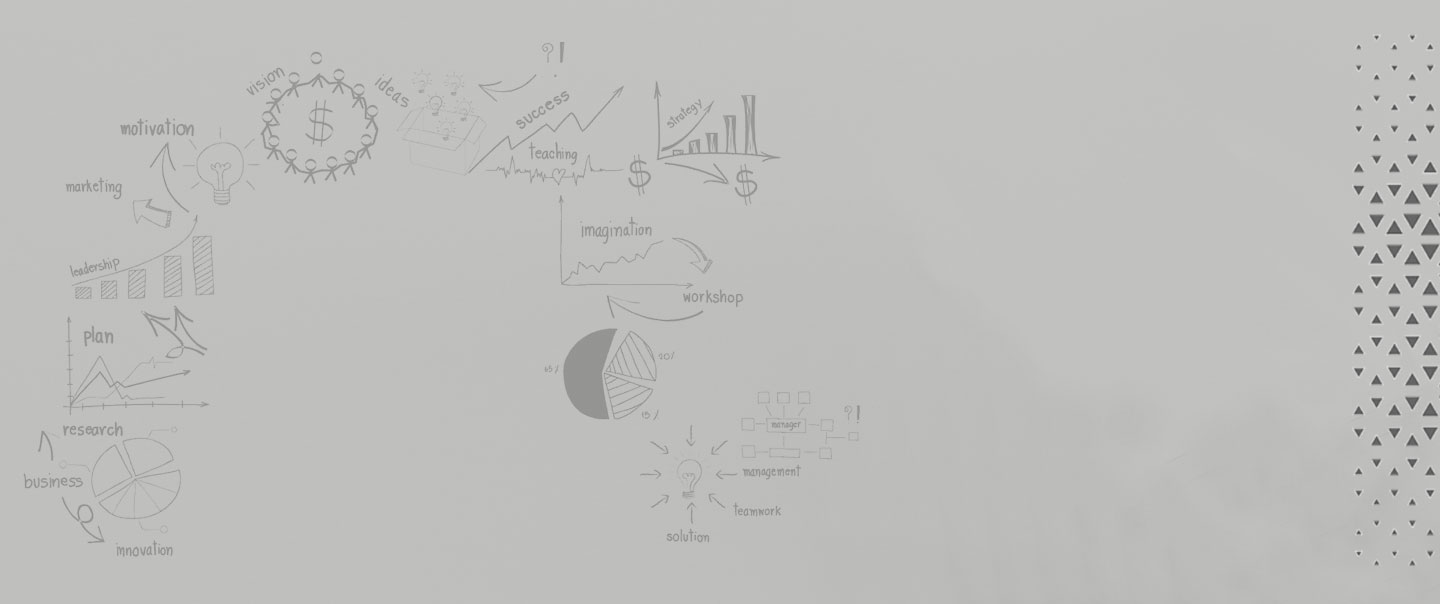 vision
ideas
? !
success
strategy
motivation
$
teaching
$
$
marketing
imagination
leadership
workshop
plan
20%
15%
manager
? !
research
business
management
teamwork
innovation
solution